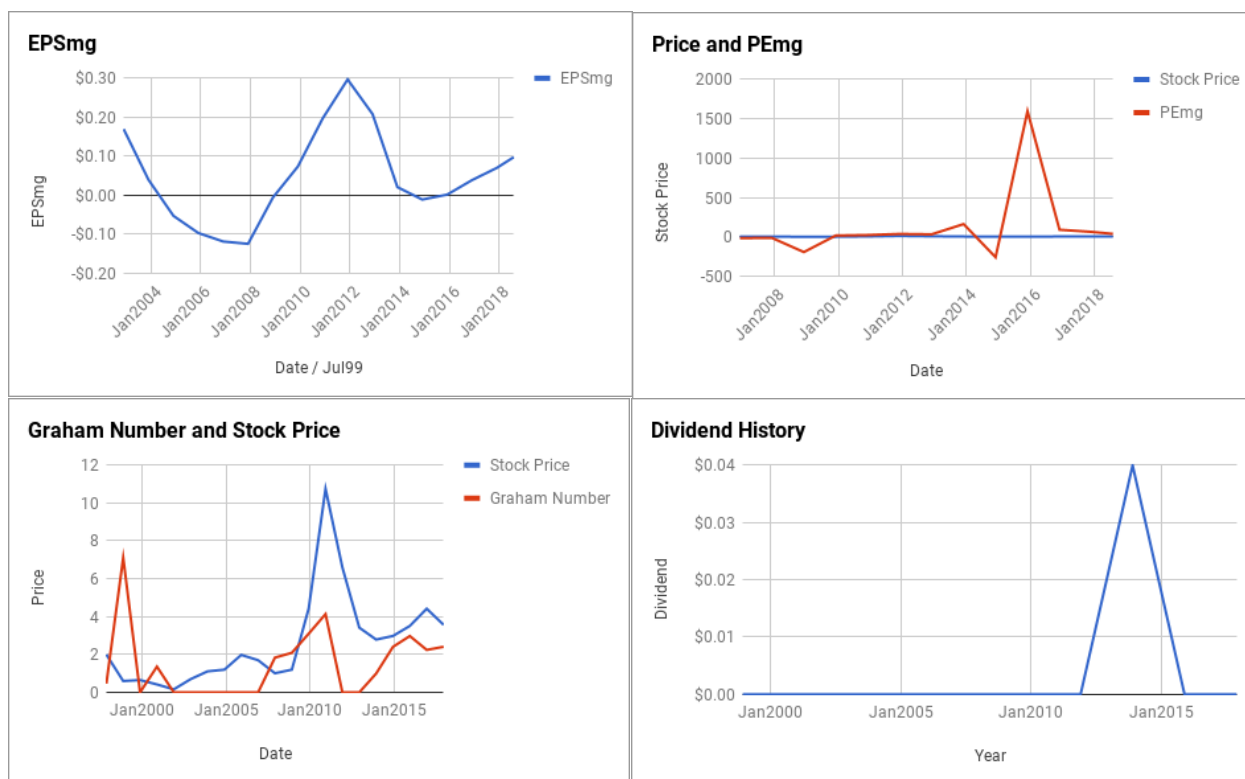 EPSmg
$0.30
$0.20
$0.10
$0.00
-$0.10
-$0.20
EPSmg
Jan2004
Jan2006
Jan2008
Jan2010
Jan2012
Jan2014
Jan2016
Jan2018
Date / Jul99
EPSmg
Price and PEmg
2000
1500
1000
500
0
-500
Stock Price
Jan2008
Jan2010
Jan2012
Jan2014
Jan2016
Jan2018
Date
Stock Price
PEmg
Graham Number and Stock Price
12
10
8
6
4
2
0
Price
Jan2000
Jan2005
Jan2010
Jan2015
Date
Stock Price
Graham Number
Dividend History
$0.04
$0.03
$0.02
$0.01
$0.00
Dividend
Jan2000
Jan2005
Jan2010
Jan2015
Year